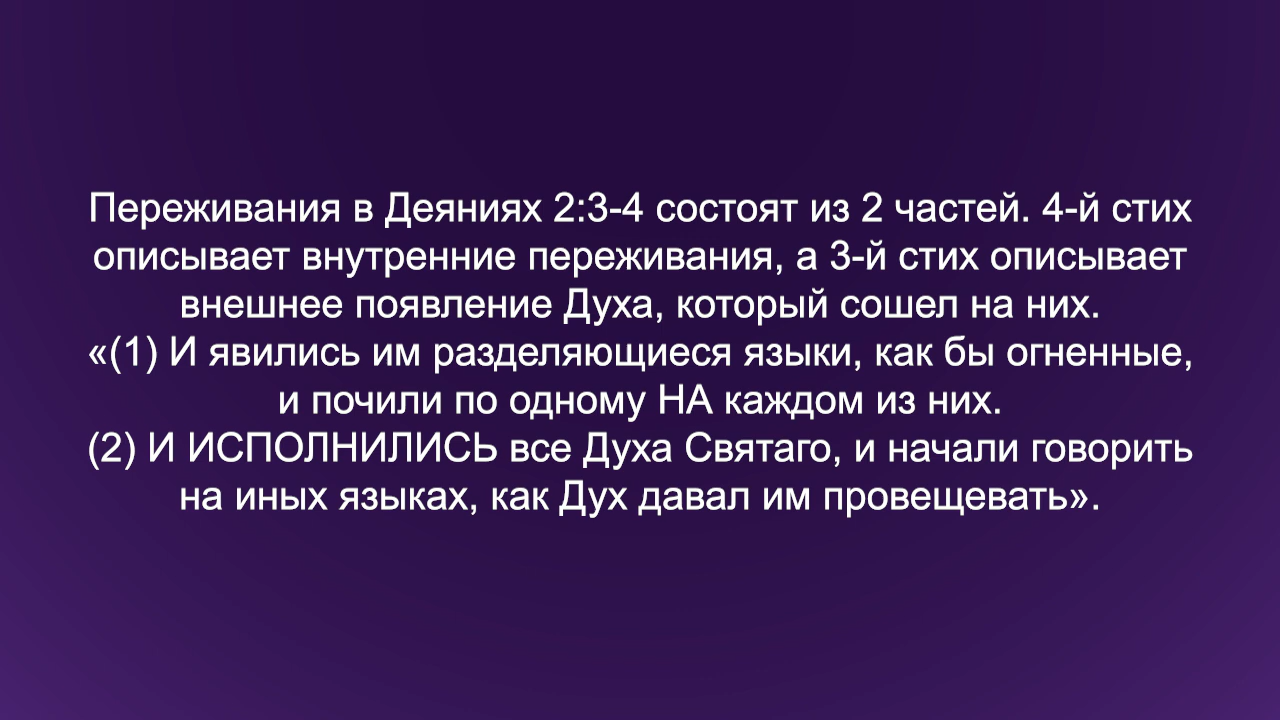 Переживания в Деяниях 2:3-4 состоят из 2 частей. 4-й стих
описывает внутренние переживания, а 3-й стих описывает
внешнее появление Духа, который сошел на них.
«(1) И явились им разделяющиеся языки, как бы огненные,
и почили по одному НА каждом из них.
(2) И ИСПОЛНИЛИСЬ все Духа Святаго, и начали говорить
на иных языках, как Дух давал им провещевать».